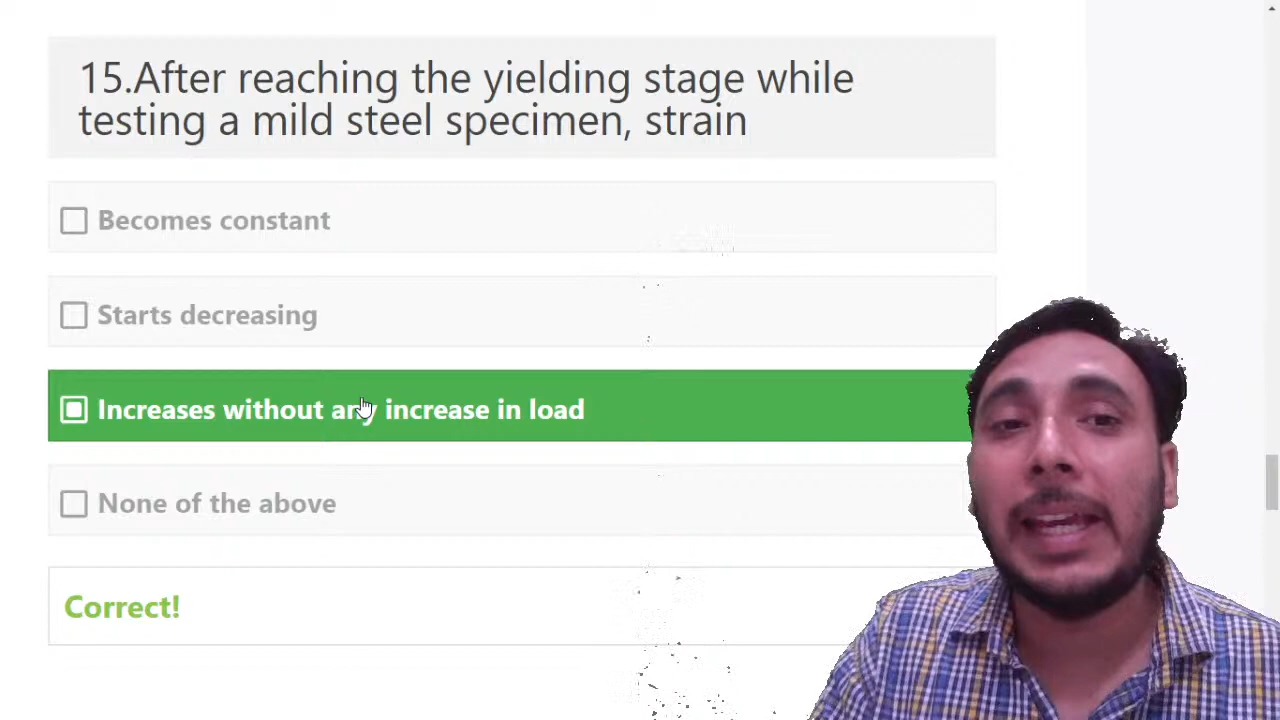 15.After reaching the yielding stage while
testing a mild steel specimen, strain
Becomes constant
Starts decreasing
Increases without any increase in load
None of the above
Correct!